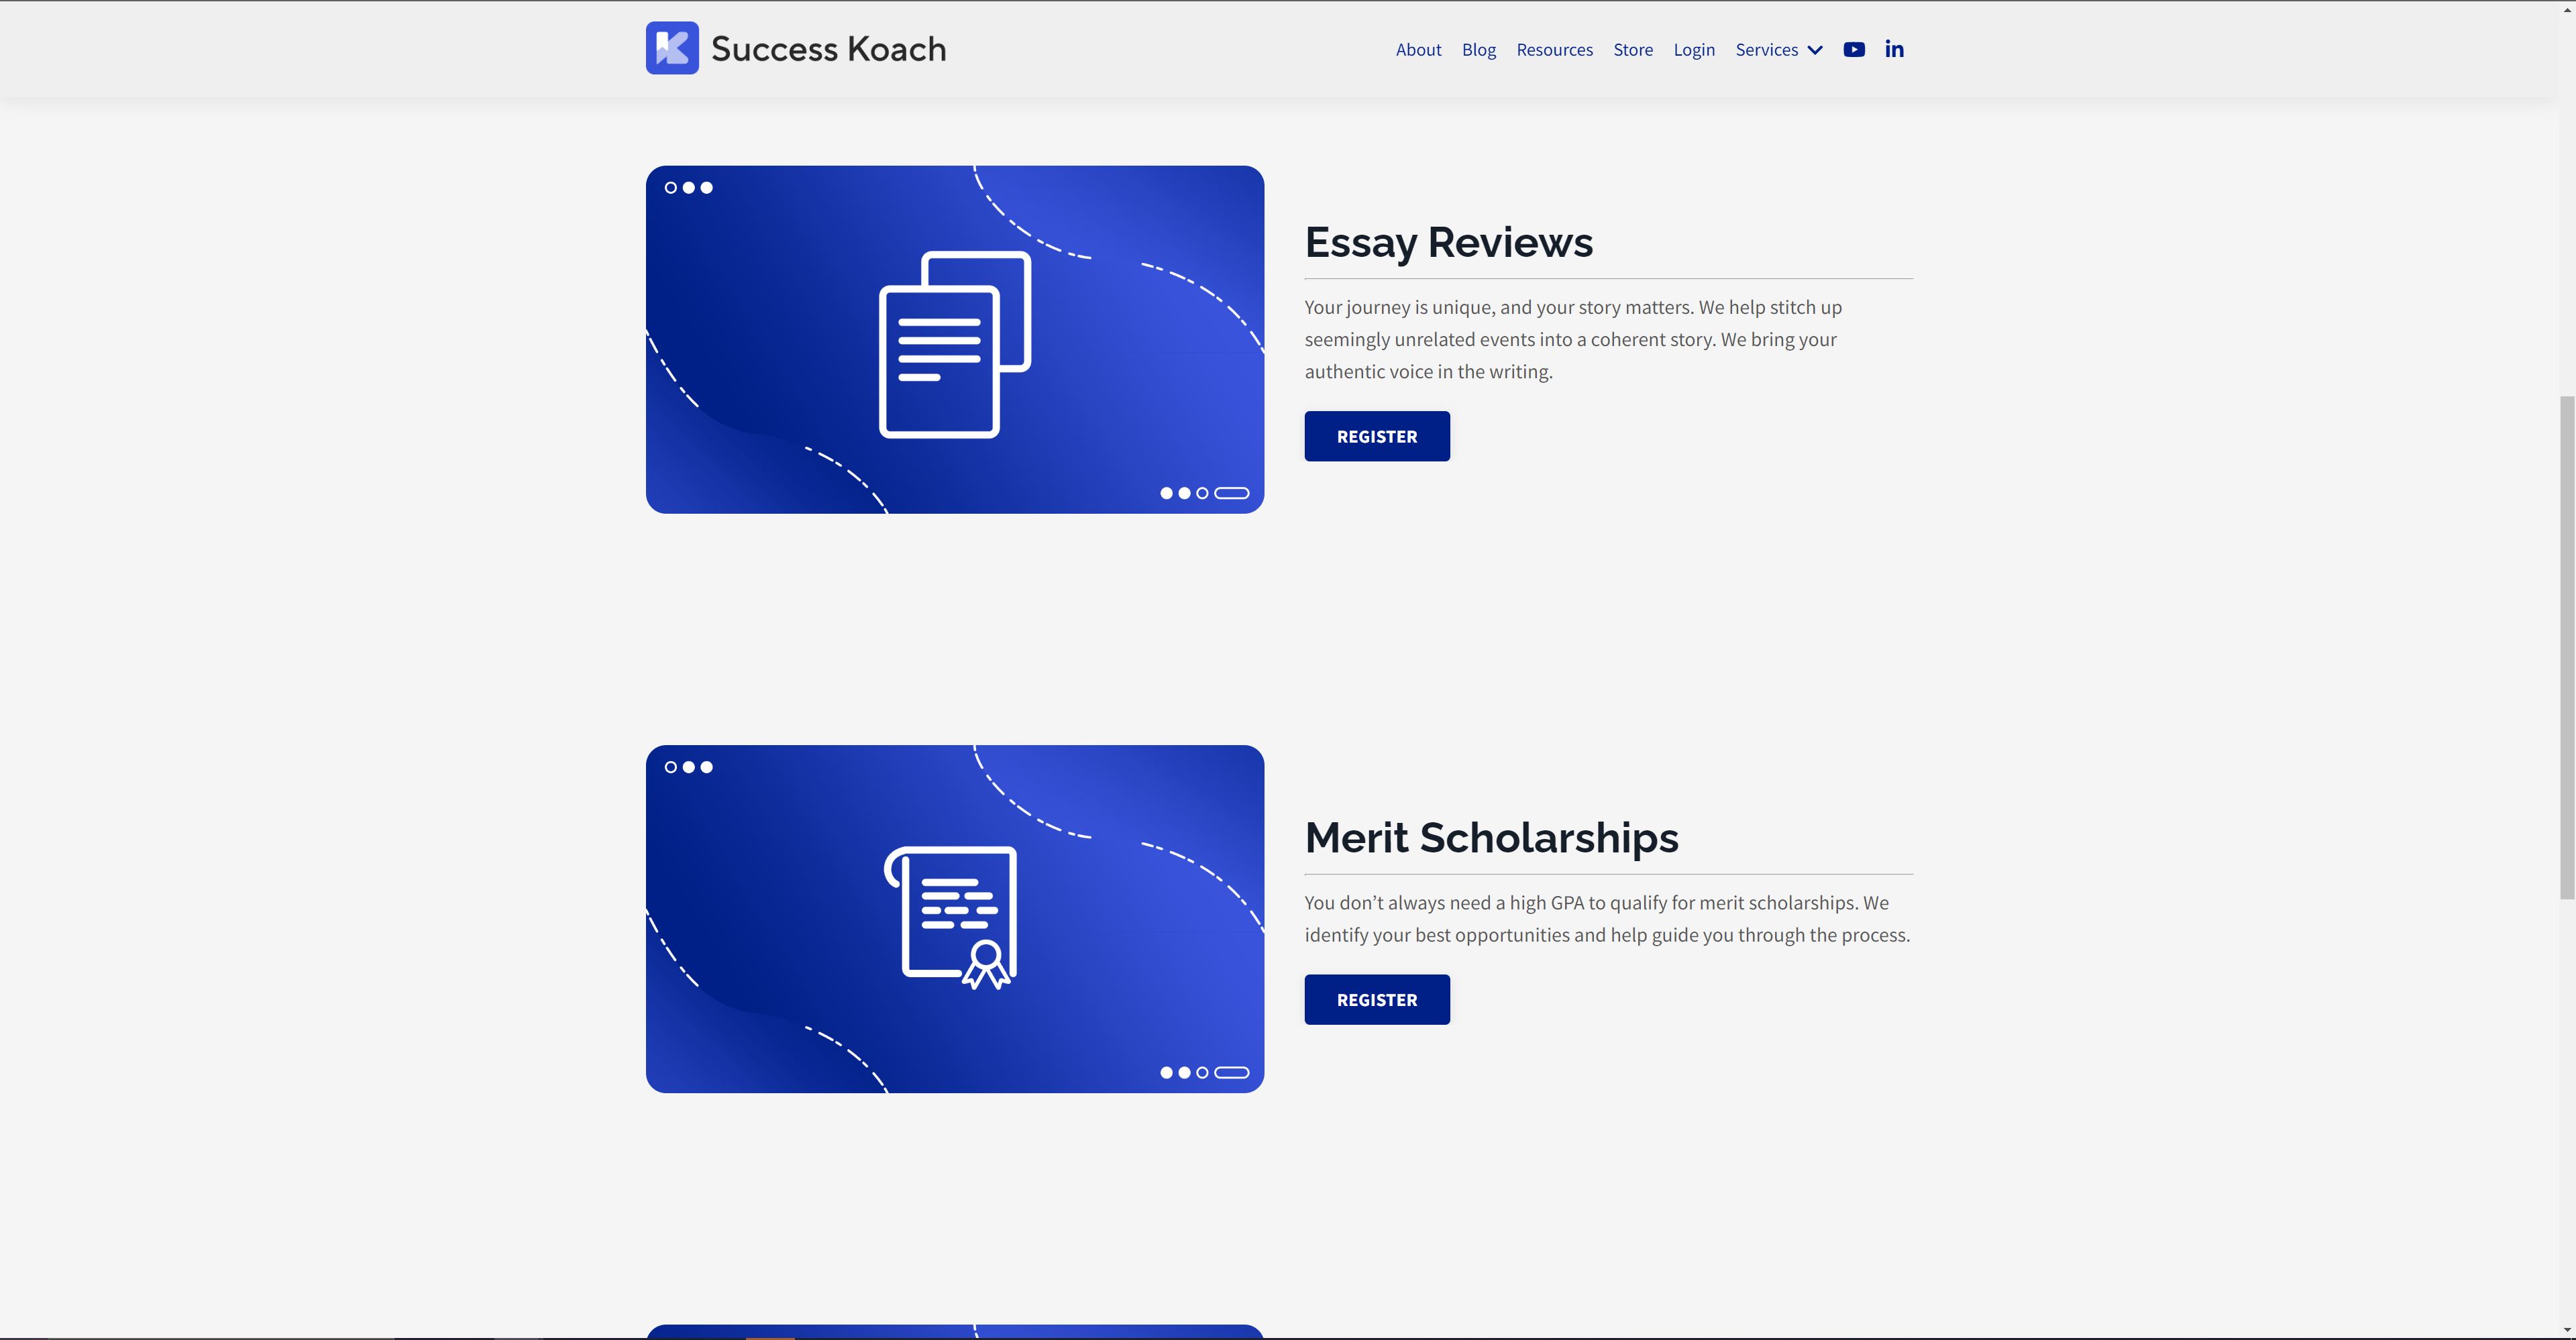 Success Koach
About Blog Resources Store Login Services
Essay Reviews
Your journey is unique, and your story matters. We help stitch up
seemingly unrelated events into a coherent story. We bring your
authentic voice in the writing.
REGISTER
Merit Scholarships
You don’t always need a high GPA to qualify for merit scholarships. We
identify your best opportunities and help guide you through the process.
REGISTER